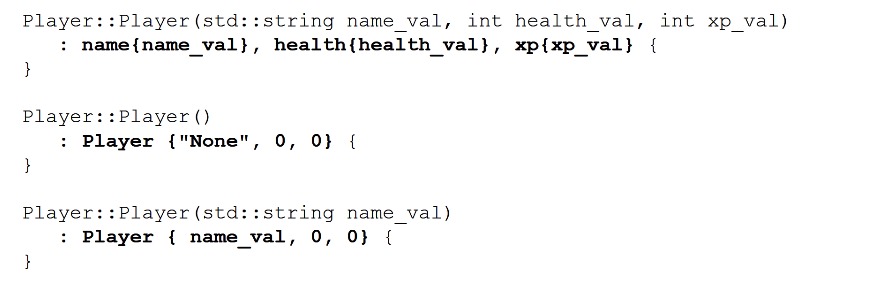 Player::Player(std::string name_val, int health_val, int xp_val)
: name{name_val}, health{health_val}, xp{xp_val} {
}
Player::Player()
: Player {"None", 0, 0} {
}
Player::Player(std::string name_val)
: Player { name_val, 0, 0} {
}